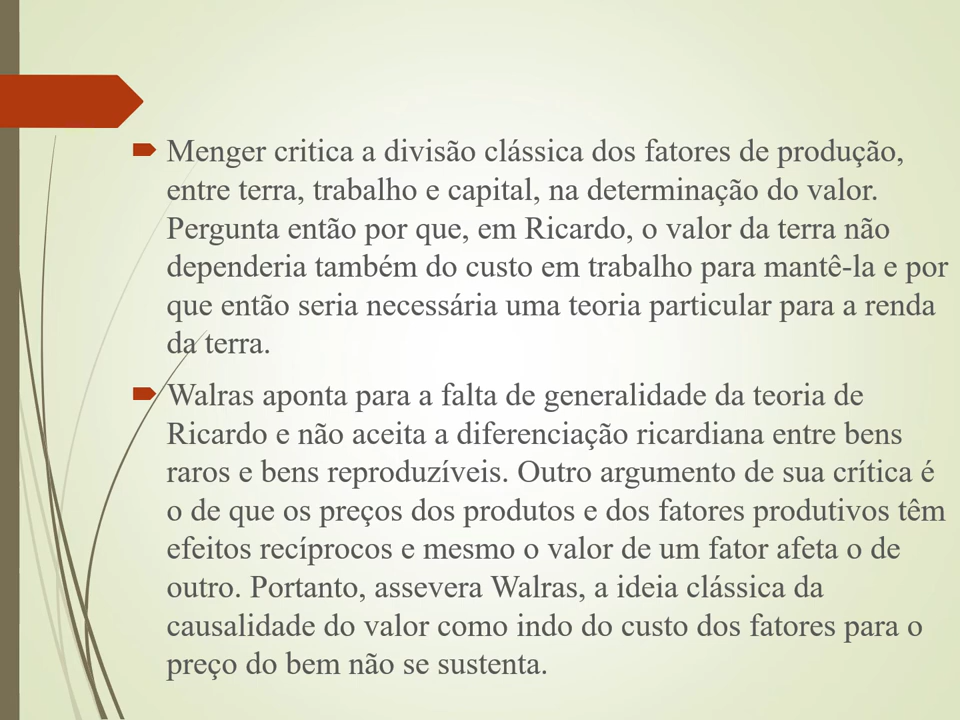 Menger critica a divisão clássica dos fatores de produção,
entre terra, trabalho e capital, na determinação do valor.
Pergunta então por que, em Ricardo, o valor da terra não
dependeria também do custo em trabalho para mantê-la e por
que então seria necessária uma teoria particular para a renda
da terra.
Walras aponta para a falta de generalidade da teoria de
Ricardo e não aceita a diferenciação ricardiana entre bens
raros e bens reproduzíveis. Outro argumento de sua crítica é
o de que os preços dos produtos e dos fatores produtivos têm
efeitos recíprocos e mesmo o valor de um fator afeta o de
outro. Portanto, assevera Walras, a ideia clássica da
causalidade do valor como indo do custo dos fatores para o
preço do bem não se sustenta.